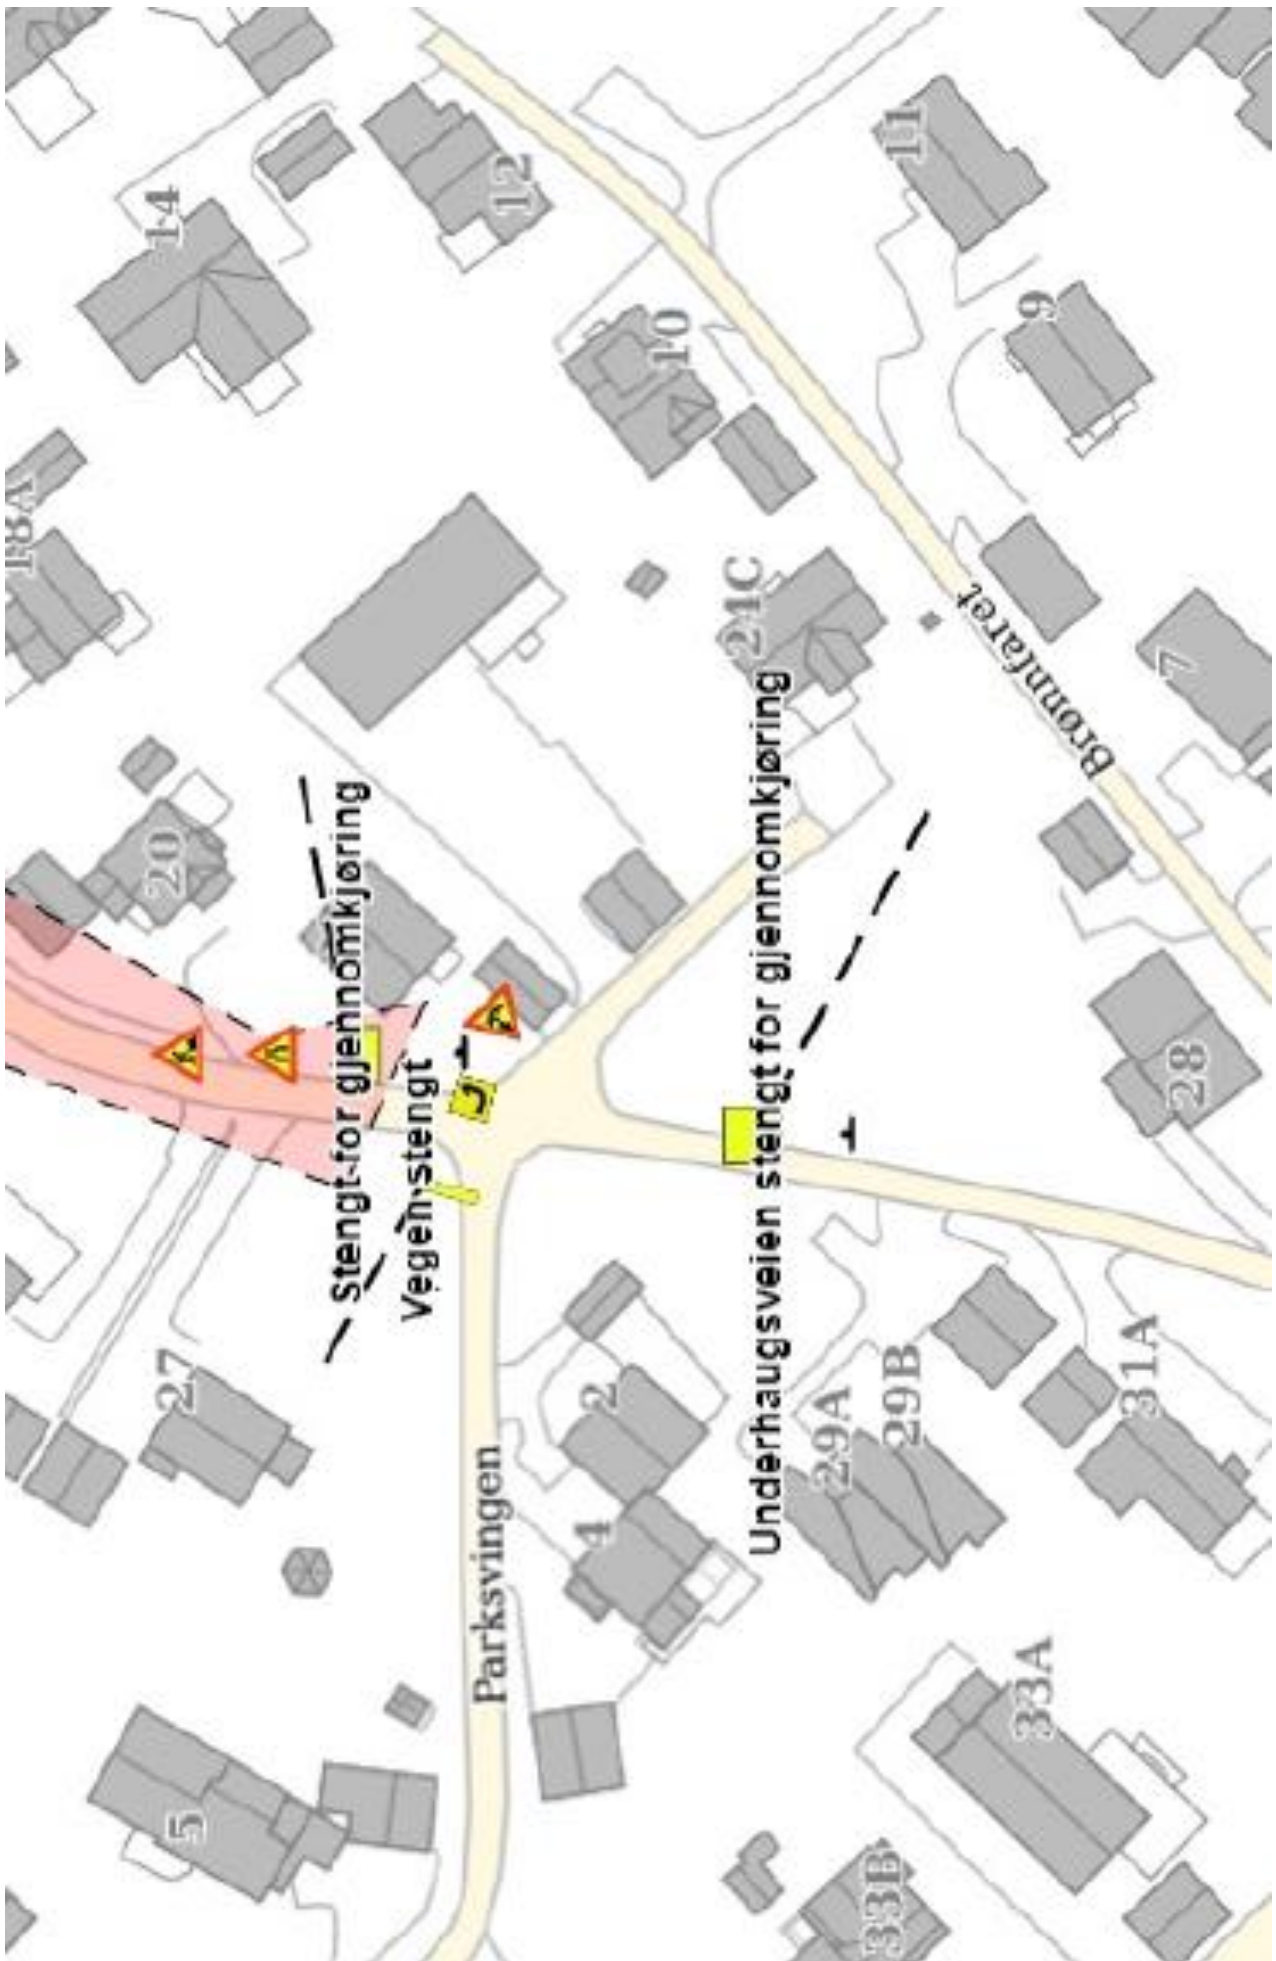 18A
14
12
11
10
9
20
24C
7
Brønnfaret
28
Stengt for gjennomkjøring
Vegen stengt
Underhaugsveien stengt for gjennomkjøring
27
2
4
29A
29B
31A
Parksvingen
5
33A
33B